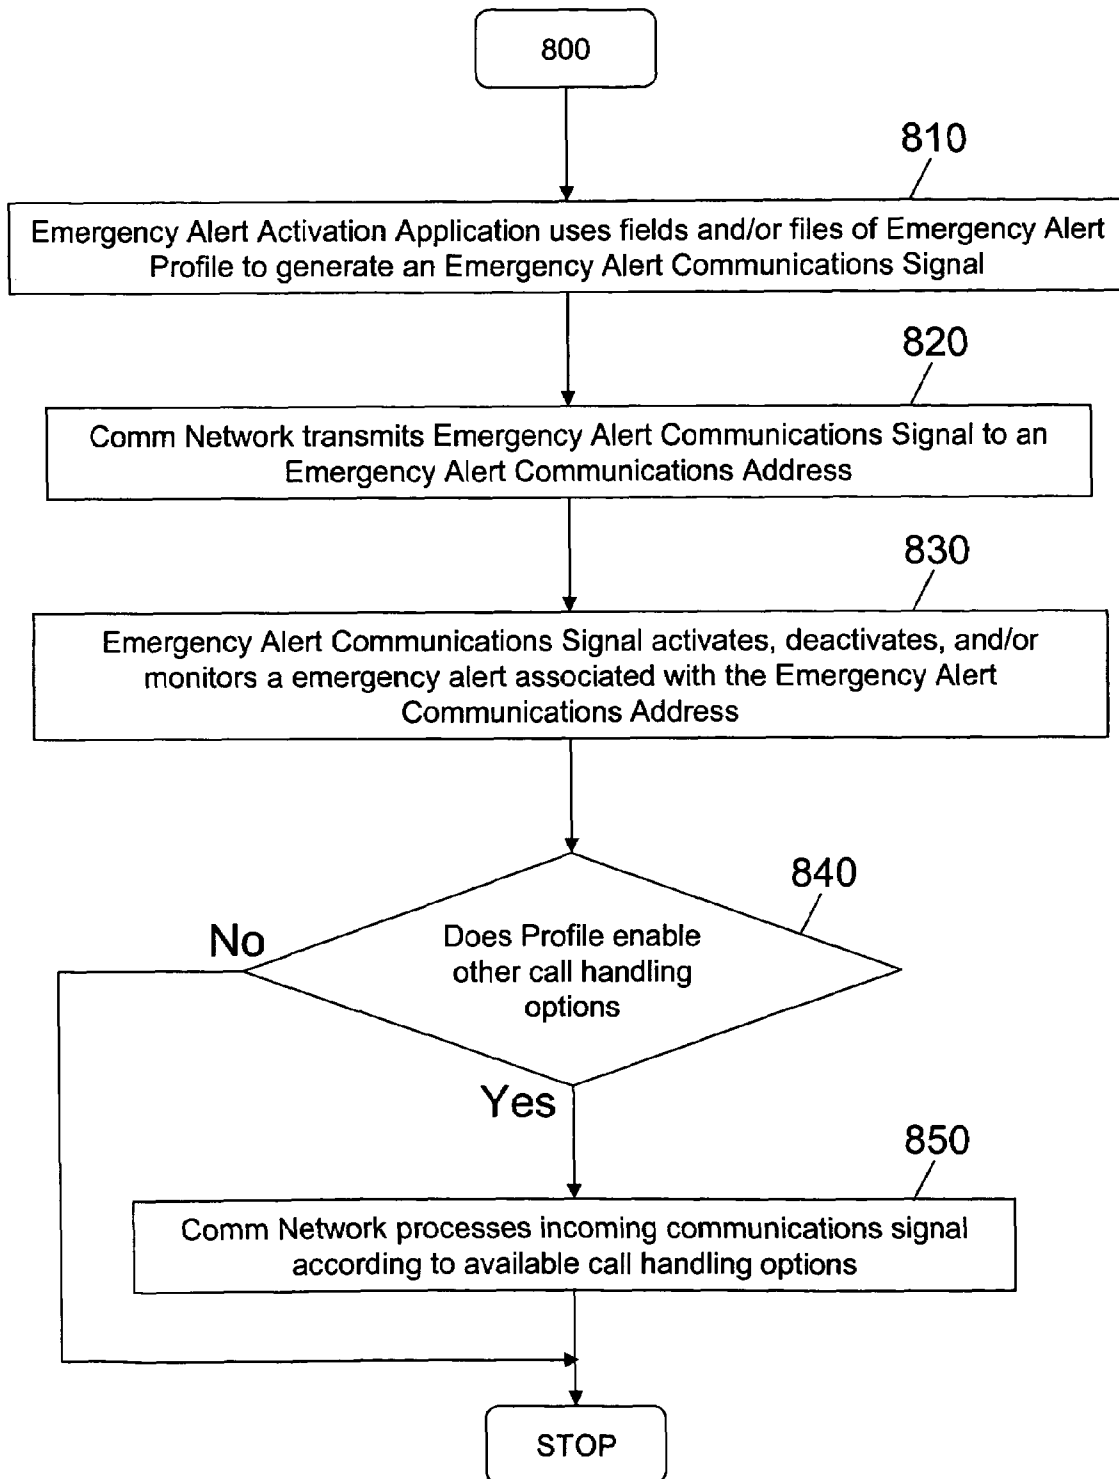 800
810
Emergency Alert Activation Application uses fields and/or files of Emergency Alert
Profile to generate an Emergency Alert Communications Signal
820
Comm Network transmits Emergency Alert Communications Signal to an
Emergency Alert Communications Address
830
Emergency Alert Communications Signal activates, deactivates, and/or
monitors a emergency alert associated with the Emergency Alert
Communications Address
840
No
Does Profile enable
other call handling
options
Yes
850
Comm Network processes incoming communications signal
according to available call handling options
STOP